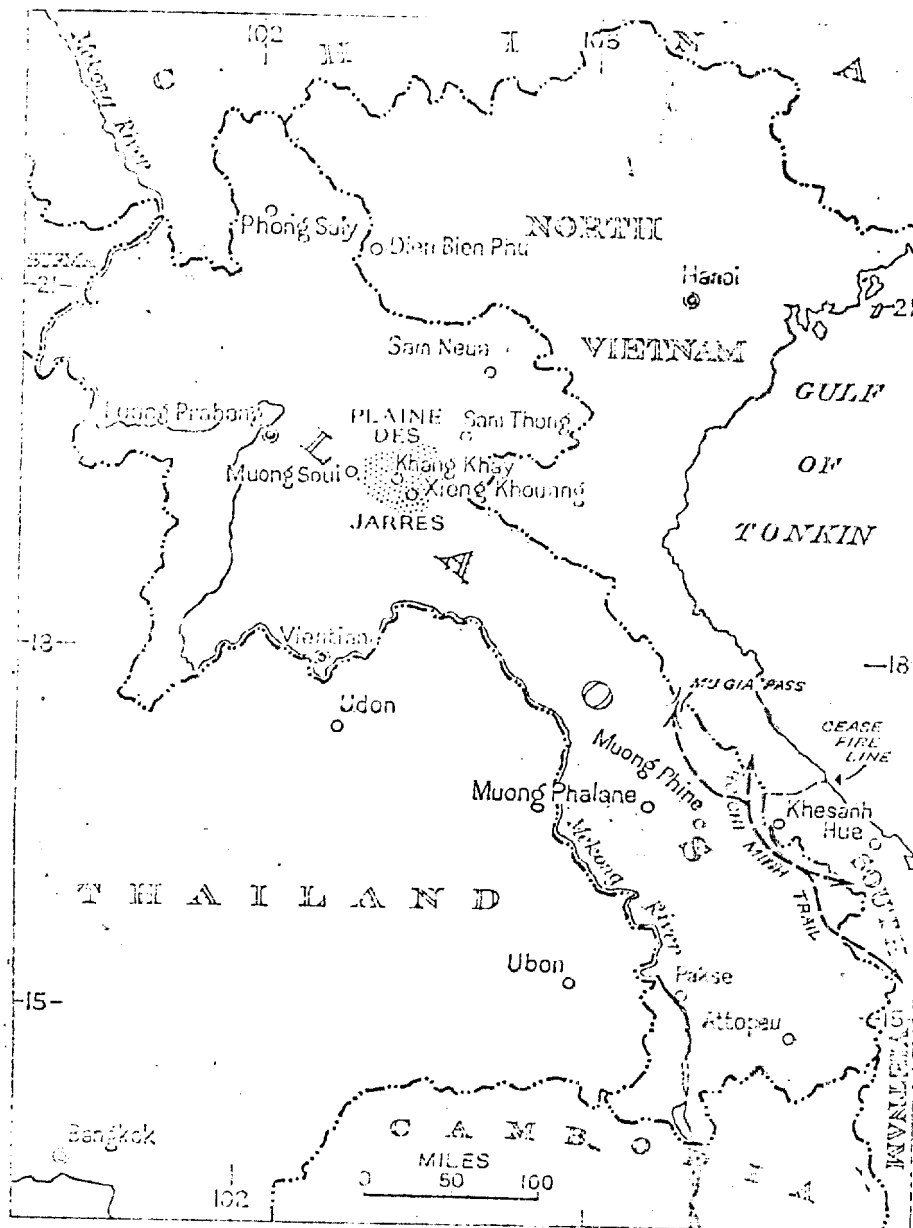 102
105
C H I N A
Mekong River
Phong Saly
Dien Bien Phu
NORTH
VIETNAM
BURMA
21
Hanoi
21
Sam Neua
GULF
OF
TONKIN
Luang Prabang
PLAINE
DES
JARRES
Sam Thong
Muong Soui
Khang Khay
Xieng Khouang
L A O S
18
Vientiane
18
Udon
MU GIA PASS
CEASE
FIRE
LINE
Muong Phine
Muong Phalane
Khesanh
Hue
HO CHI MINH TRAIL
Mekong River
THAILAND
SOUTH VIETNAM
Ubon
Pakse
15
15
Attopeu
Bangkok
C A M B O
I A
MILES
0 50 100
102